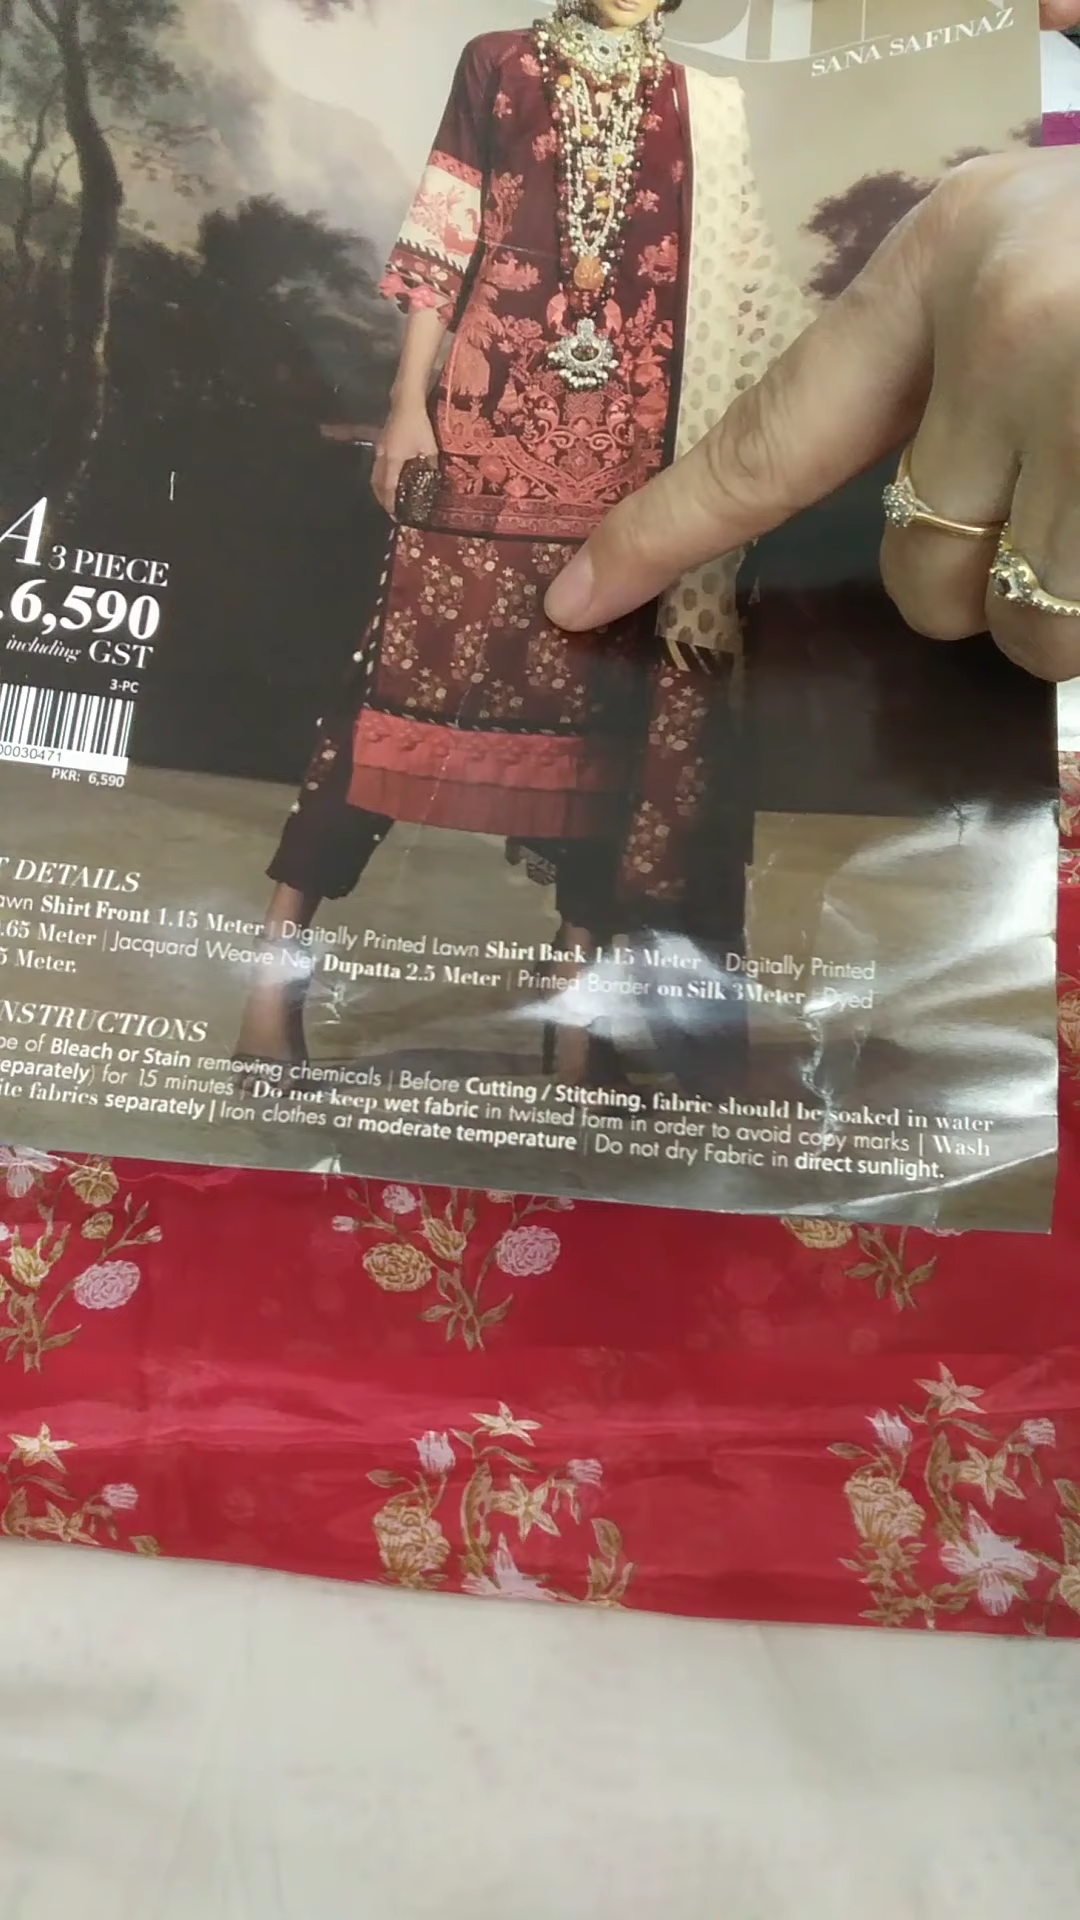 SANA SAFINAZ
A 3 PIECE
.6,590
including GST
3-PC
00030471
PKR: 6,590
DETAILS
Shirt Front 1.15 Meter | Digitally Printed Lawn Shirt Back 1.15 Meter | Digitally Printed
.65 Meter | Jacquard Weave Net Dupatta 2.5 Meter | Printed Border on Silk 3Meter | Dyed
5 Meter.
NSTRUCTIONS
of Bleach or Stain removing chemicals | Before Cutting / Stitching, fabric should be soaked in water
eparately) for 15 minutes | Do not keep wet fabric in twisted form in order to avoid copy marks | Wash
ite fabrics separately | Iron clothes at moderate temperature | Do not dry Fabric in direct sunlight.